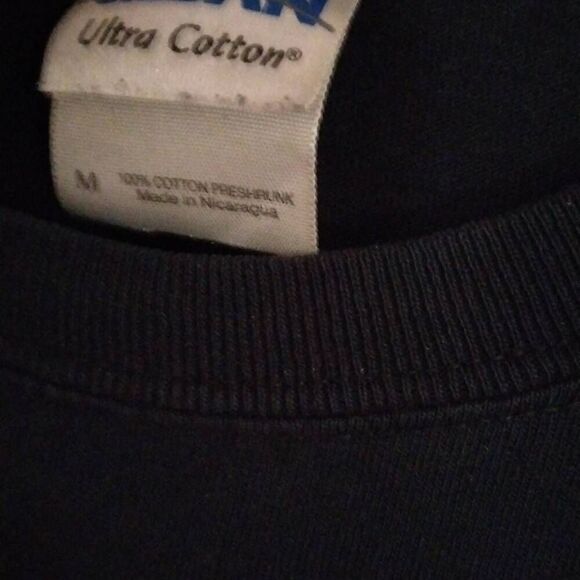 Ultra Cotton®
M 100% COTTON PRESHRUNK
Made in Nicaragua